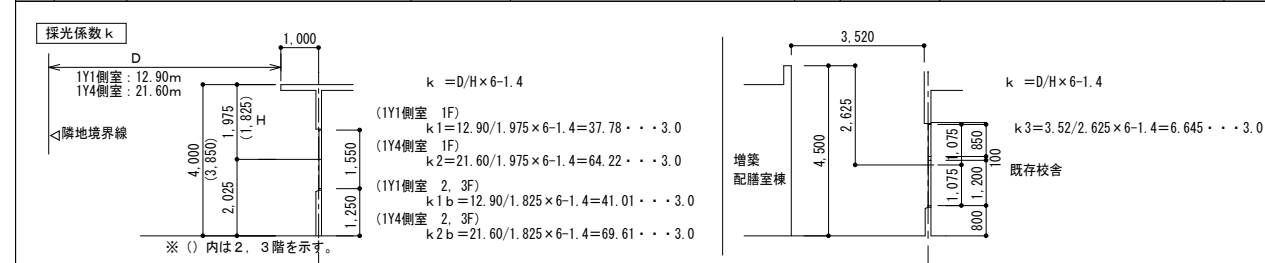 採光係数k
D
1Y1側室:12.90m
1Y4側室:21.60m
1,000
◁隣地境界線
4,000
(3,850)
1,975
(1,825)
H
2,025
1,550
1,250
※()内は2,3階を示す。
k =D/H×6-1.4
(1Y1側室 1F)
k1=12.90/1.975×6-1.4=37.78・・・3.0
(1Y4側室 1F)
k2=21.60/1.975×6-1.4=64.22・・・3.0
(1Y1側室 2,3F)
k1b=12.90/1.825×6-1.4=41.01・・・3.0
(1Y4側室 2,3F)
k2b=21.60/1.825×6-1.4=69.61・・・3.0
3,520
増築
配膳室棟
4,500
2,625
1,075
1,075
850
100
1,200
800
既存校舎
k =D/H×6-1.4
k3=3.52/2.625×6-1.4=6.645・・・3.0